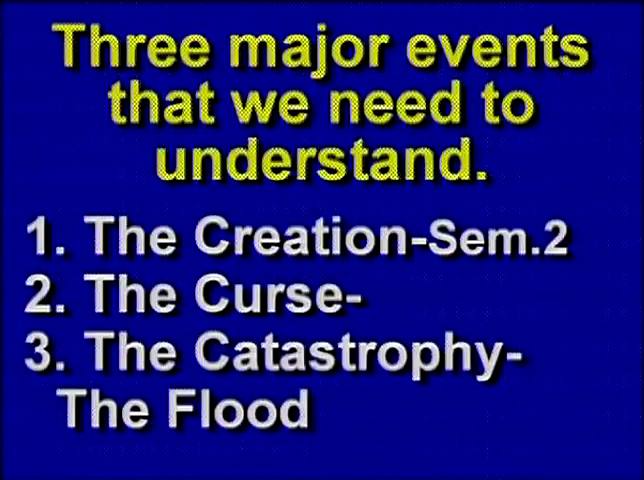 Three major events
that we need to
understand.
1. The Creation-Sem.2
2. The Curse-
3. The Catastrophy-
The Flood